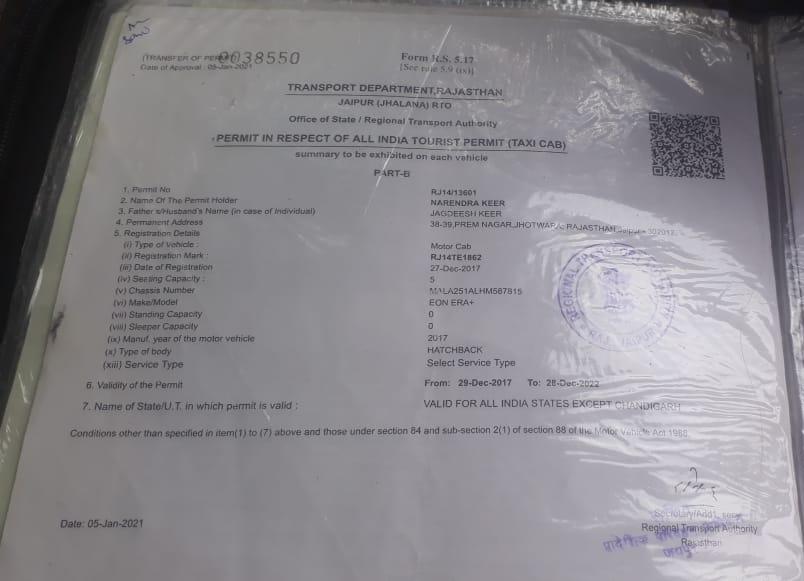 (TRANSFER OF PERMIT)
0038550
Form R.S. 5.17
Date of Approval : 05-Jan-2021
[See rule 5.9 (ix)]
TRANSPORT DEPARTMENT,RAJASTHAN
JAIPUR (JHALANA) RTO
Office of State / Regional Transport Authority
PERMIT IN RESPECT OF ALL INDIA TOURIST PERMIT (TAXI CAB)
summary to be exhibited on each vehicle
PART-B
1. Permit No RJ14/13601
2. Name Of The Permit Holder NARENDRA KEER
3. Father's/Husband's Name (in case of Individual) JAGDEESH KEER
4. Permanent Address 38-39,PREM NAGAR,JHOTWARA RAJASTHAN,Jaipur- 302012,
5. Registration Details
(i) Type of Vehicle : Motor Cab
(ii) Registration Mark : RJ14TE1862
(iii) Date of Registration 27-Dec-2017
(iv) Seating Capacity : 5
(v) Chassis Number MALA251ALHM587815
(vi) Make/Model EON ERA+
(vii) Standing Capacity 0
(viii) Sleeper Capacity 0
(ix) Manuf. year of the motor vehicle 2017
(x) Type of body HATCHBACK
(xiii) Service Type Select Service Type
6. Validity of the Permit From: 29-Dec-2017 To: 28-Dec-2022
7. Name of State/U.T. in which permit is valid : VALID FOR ALL INDIA STATES EXCEPT CHANDIGARH
Conditions other than specified in item(1) to (7) above and those under section 84 and sub-section 2(1) of section 88 of the Motor Vehicle Act 1988.
Date: 05-Jan-2021
Secretary/Addl.
Regional Transport Authority
Rajasthan
प्रादेशिक
जयपुर
REGIONAL TRANSPORT
RAJ. JAIPUR